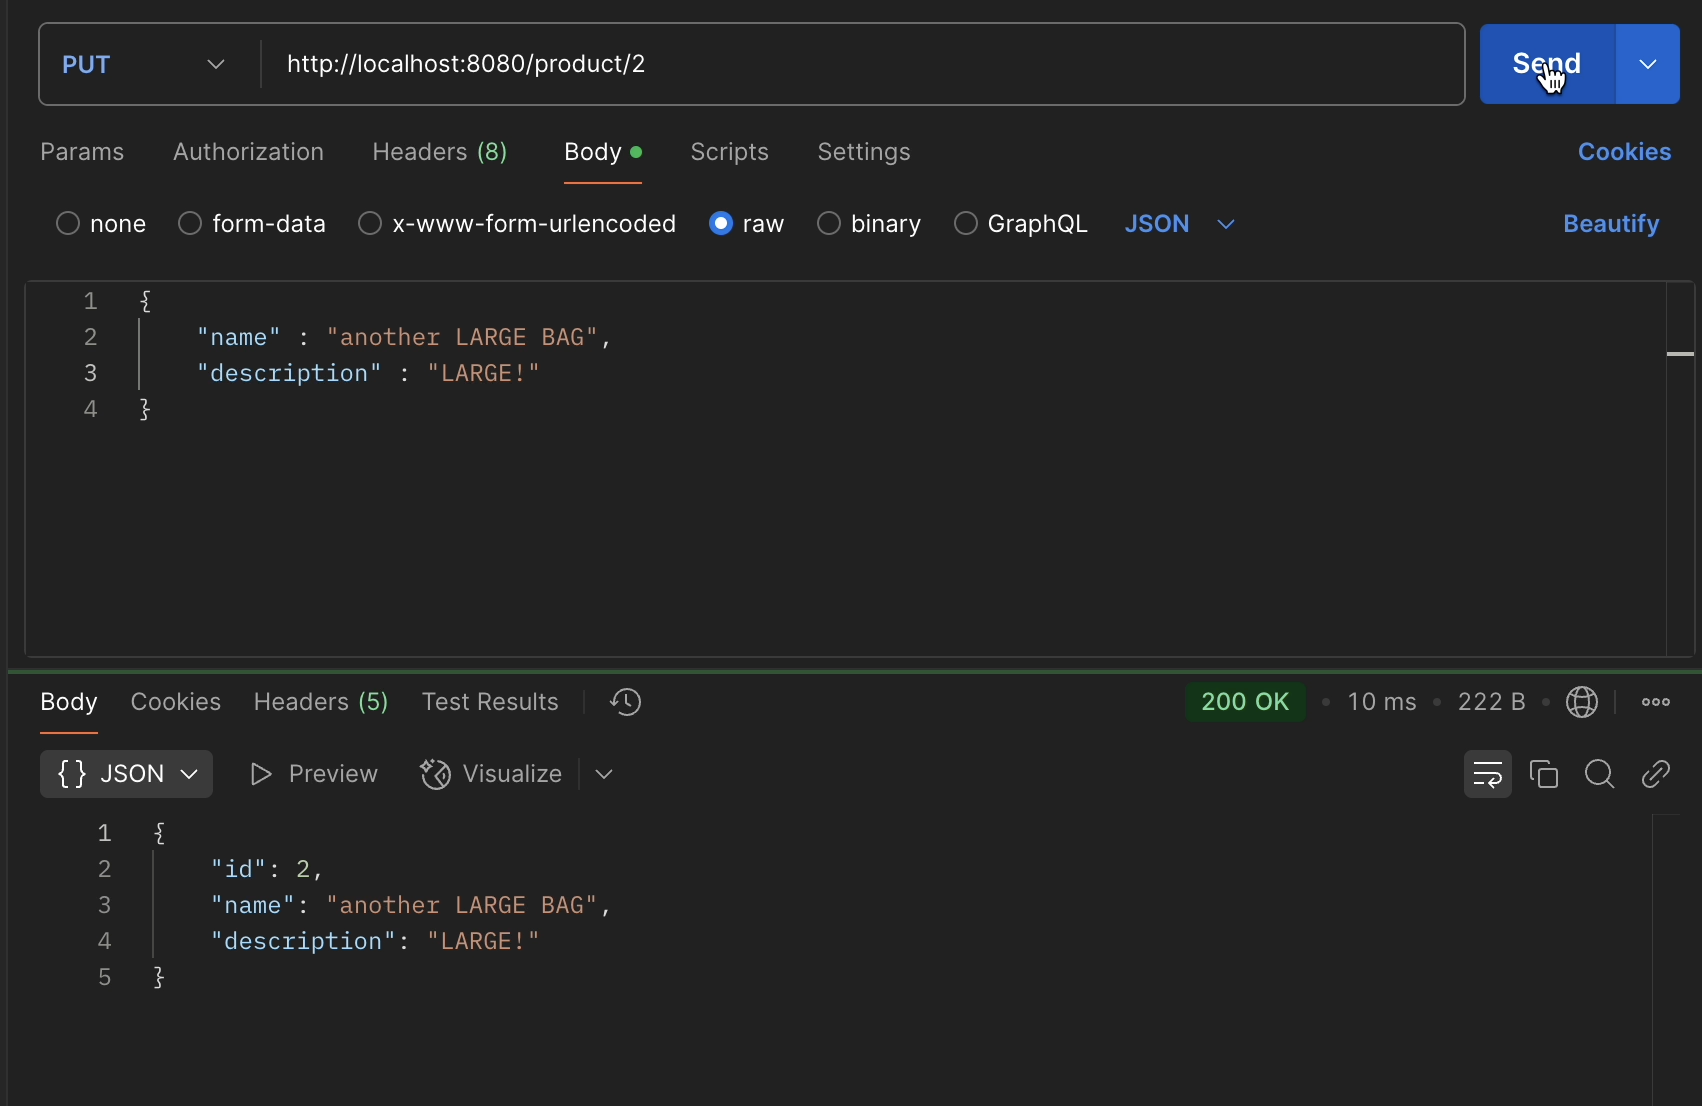 PUT http://localhost:8080/product/2 Send
Params Authorization Headers (8) Body Scripts Settings Cookies
none form-data x-www-form-urlencoded raw binary GraphQL JSON Beautify
1 {
2 "name" : "another LARGE BAG",
3 "description" : "LARGE!"
4 }
Body Cookies Headers (5) Test Results 200 OK • 10 ms • 222 B •
{} JSON Preview Visualize
1 {
2 "id": 2,
3 "name": "another LARGE BAG",
4 "description": "LARGE!"
5 }